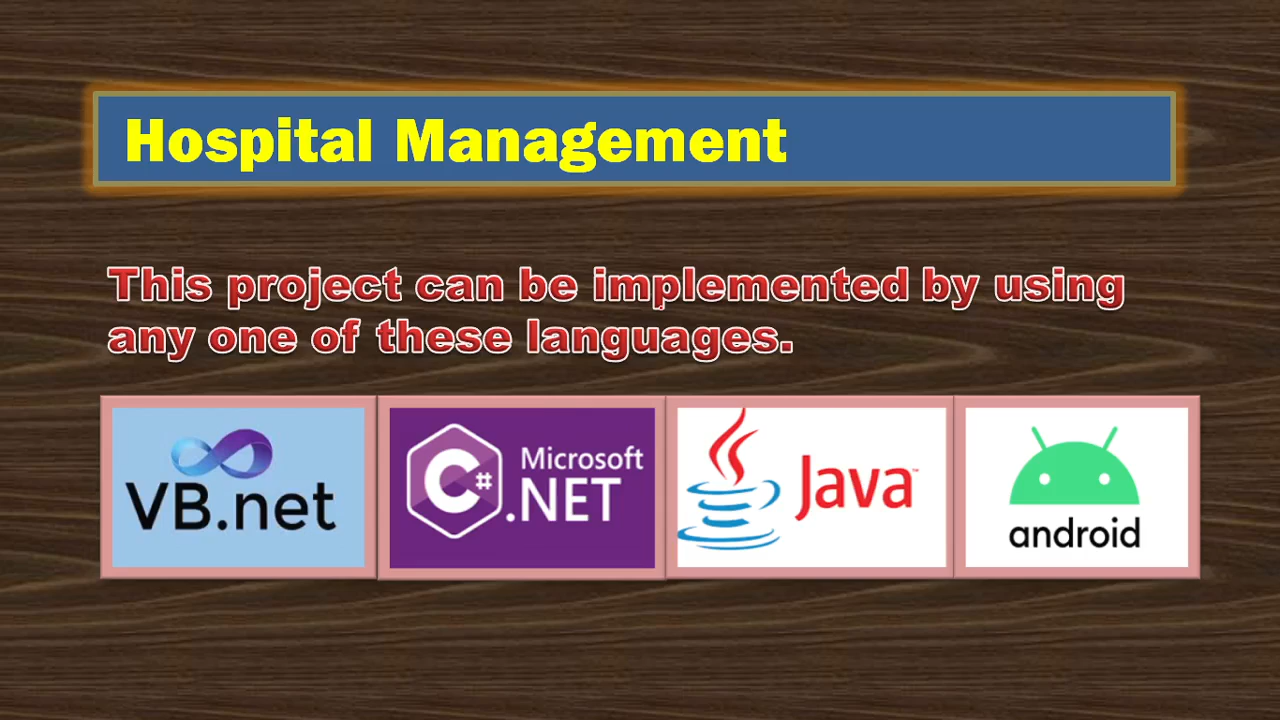 Hospital Management
This project can be implemented by using
any one of these languages.
VB.net
C# Microsoft
.NET
Java™
android